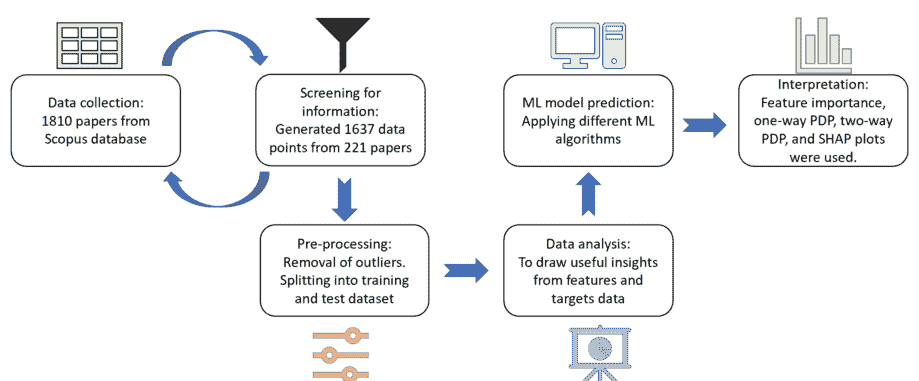 Data collection:
1810 papers from
Scopus database
Screening for
information:
Generated 1637 data
points from 221 papers
Pre-processing:
Removal of outliers.
Splitting into training
and test dataset
Data analysis:
To draw useful insights
from features and
targets data
ML model prediction:
Applying different ML
algorithms
Interpretation:
Feature importance,
one-way PDP, two-way
PDP, and SHAP plots
were used.